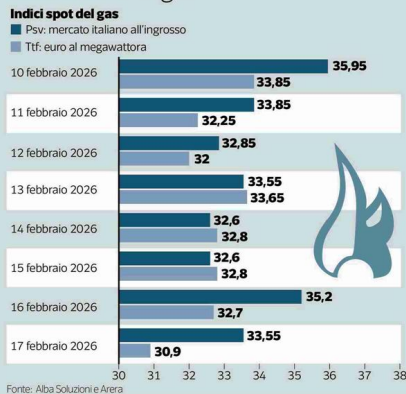 Indici spot del gas
Psv: mercato italiano all'ingrosso
Ttf: euro al megawattora
10 febbraio 2026
35,95
33,85
11 febbraio 2026
33,85
32,25
12 febbraio 2026
32,85
32
13 febbraio 2026
33,55
33,65
14 febbraio 2026
32,6
32,8
15 febbraio 2026
32,6
32,8
16 febbraio 2026
35,2
32,7
17 febbraio 2026
33,55
30,9
30 31 32 33 34 35 36 37 38
Fonte: Alba Soluzioni e Arera